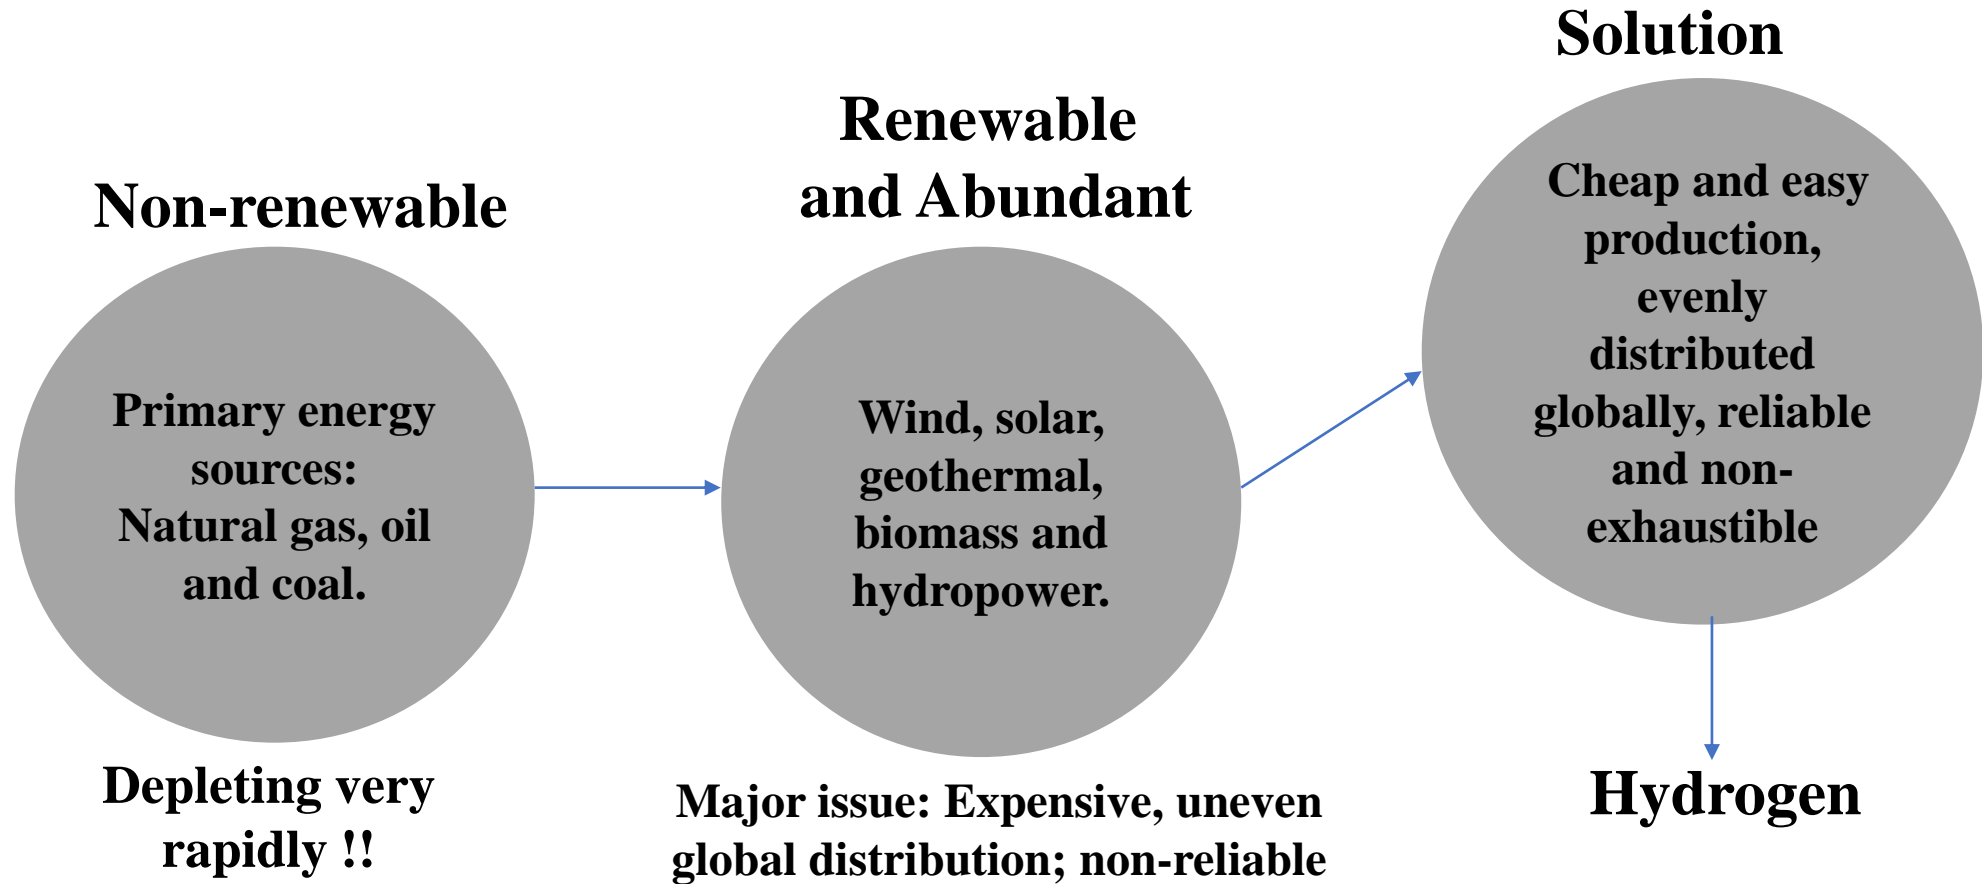 Non-renewable
Primary energy
sources:
Natural gas, oil
and coal.
Depleting very
rapidly !!
Renewable
and Abundant
Wind, solar,
geothermal,
biomass and
hydropower.
Major issue: Expensive, uneven
global distribution; non-reliable
Solution
Cheap and easy
production,
evenly
distributed
globally, reliable
and non-
exhaustible
Hydrogen